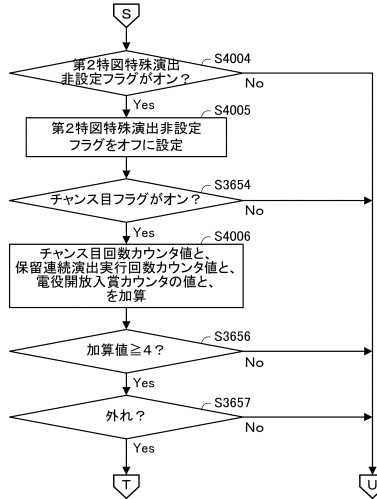 S
S4004
第2特図特殊演出
非設定フラグがオン？
No
Yes
S4005
第2特図特殊演出非設定
フラグをオフに設定
S3654
チャンス目フラグがオン？
No
Yes
S4006
チャンス目回数カウンタ値と、
保留連続演出実行回数カウンタ値と、
電役開放入賞カウンタの値と、
を加算
S3656
加算値≧4？
No
Yes
S3657
外れ？
No
Yes
T
U